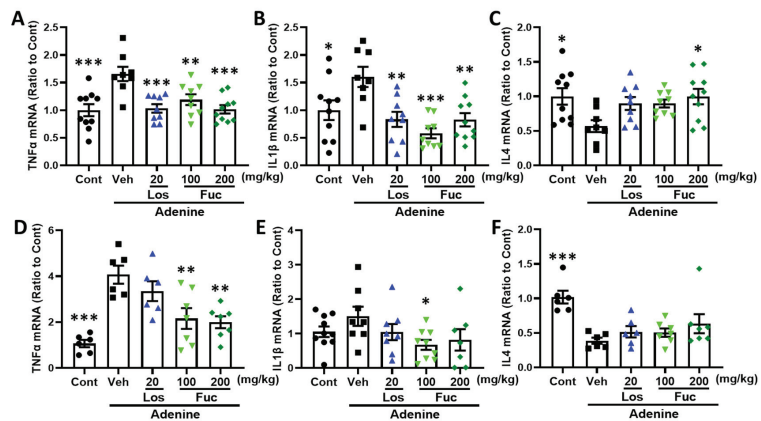 A
TNFα mRNA (Ratio to Cont)
2.5
2.0
1.5
1.0
0.5
0.0
***
***
**
***
Cont Veh 20 100 200 (mg/kg)
Los Fuc
Adenine
B
IL1β mRNA (Ratio to Cont)
2.5
2.0
1.5
1.0
0.5
0.0
*
**
***
**
Cont Veh 20 100 200 (mg/kg)
Los Fuc
Adenine
C
IL4 mRNA (Ratio to Cont)
2.0
1.5
1.0
0.5
0.0
*
*
Cont Veh 20 100 200 (mg/kg)
Los Fuc
Adenine
D
TNFα mRNA (Ratio to Cont)
6
4
2
0
***
**
**
Cont Veh 20 100 200 (mg/kg)
Los Fuc
Adenine
E
IL1β mRNA (Ratio to Cont)
4
3
2
1
0
*
Cont Veh 20 100 200 (mg/kg)
Los Fuc
Adenine
F
IL4 mRNA (Ratio to Cont)
2.0
1.5
1.0
0.5
0.0
***
Cont Veh 20 100 200 (mg/kg)
Los Fuc
Adenine